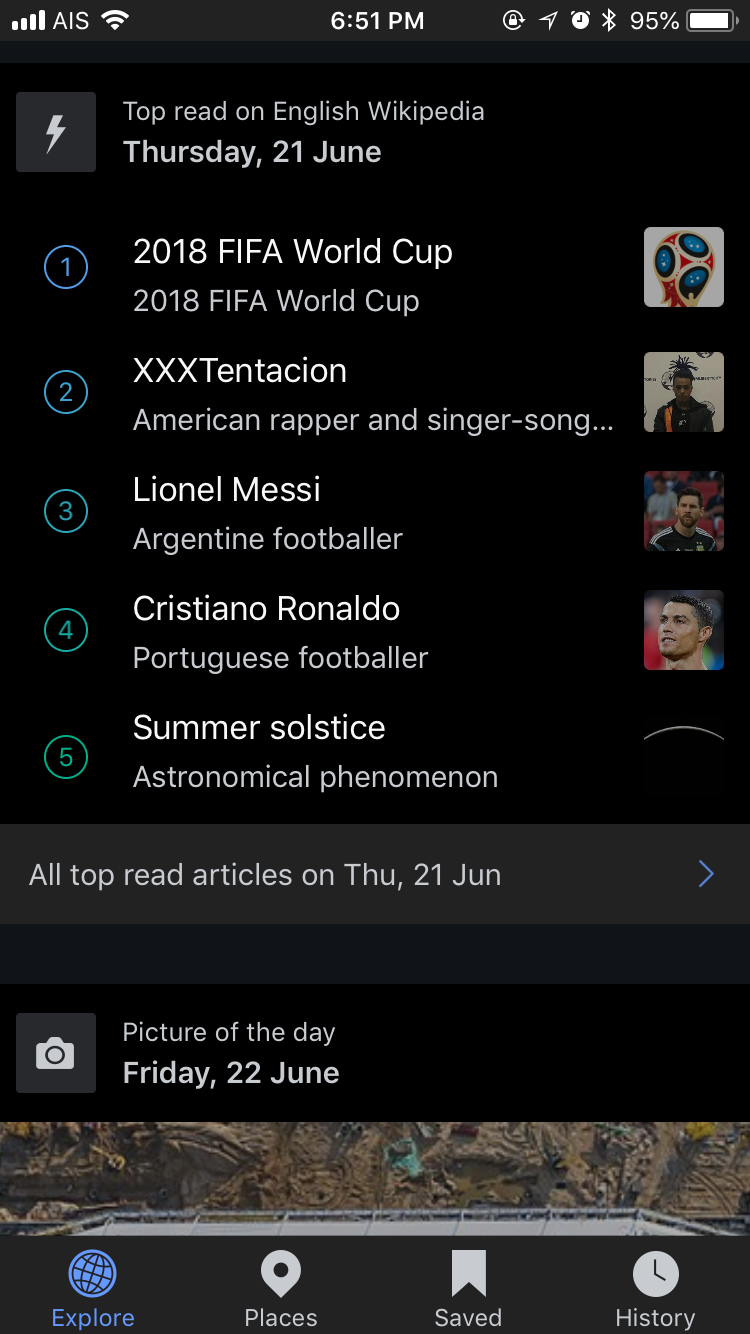 AIS 6:51 PM 95%
Top read on English Wikipedia
Thursday, 21 June
1
2018 FIFA World Cup
2018 FIFA World Cup
2
XXXTentacion
American rapper and singer-song...
3
Lionel Messi
Argentine footballer
4
Cristiano Ronaldo
Portuguese footballer
5
Summer solstice
Astronomical phenomenon
All top read articles on Thu, 21 Jun
Picture of the day
Friday, 22 June
Explore Places Saved History